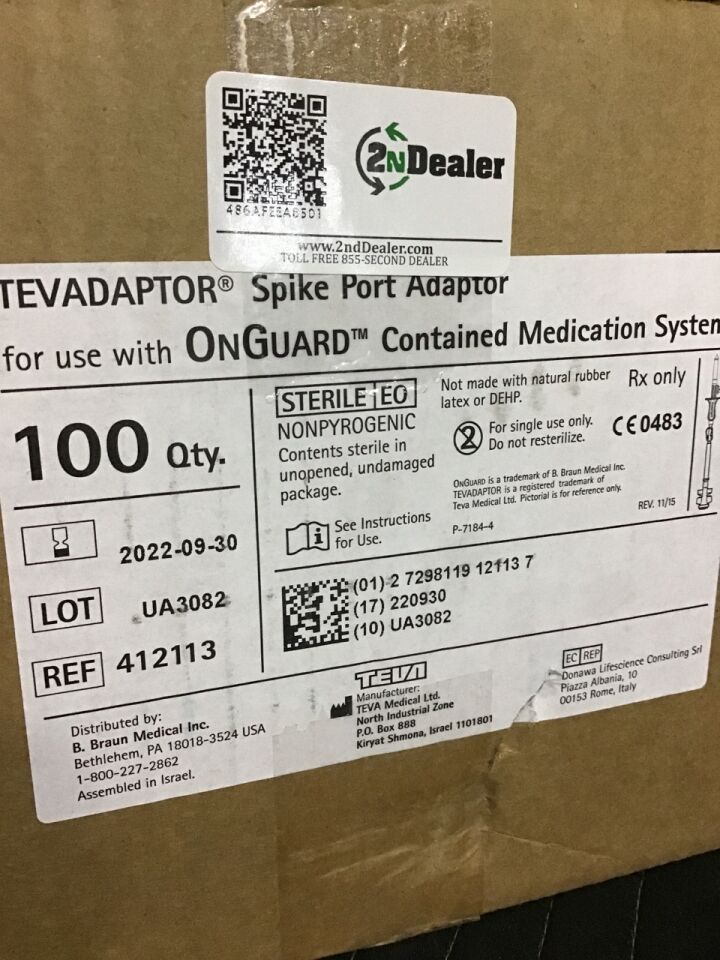 486AFEEA6501
2NDealer
www.2ndDealer.com
TOLL FREE 855-SECOND DEALER
TEVADAPTOR® Spike Port Adaptor
for use with ONGUARD™ Contained Medication System
100 Qty.
STERILE EO
NONPYROGENIC
Contents sterile in
unopened, undamaged
package.
See Instructions
for Use.
Not made with natural rubber
latex or DEHP.
Rx only
2
For single use only.
Do not resterilize.
CE 0483
ONGUARD is a trademark of B. Braun Medical Inc.
TEVADAPTOR is a registered trademark of
Teva Medical Ltd. Pictorial is for reference only.
P-7184-4
REV. 11/15
2022-09-30
LOT UA3082
REF 412113
(01) 2 7298119 12113 7
(17) 220930
(10) UA3082
Distributed by:
B. Braun Medical Inc.
Bethlehem, PA 18018-3524 USA
1-800-227-2862
Assembled in Israel.
TEVA
Manufacturer:
TEVA Medical Ltd.
North Industrial Zone
P.O. Box 888
Kiryat Shmona, Israel 1101801
EC REP
Donawa Lifescience Consulting Srl
Piazza Albania, 10
00153 Rome, Italy